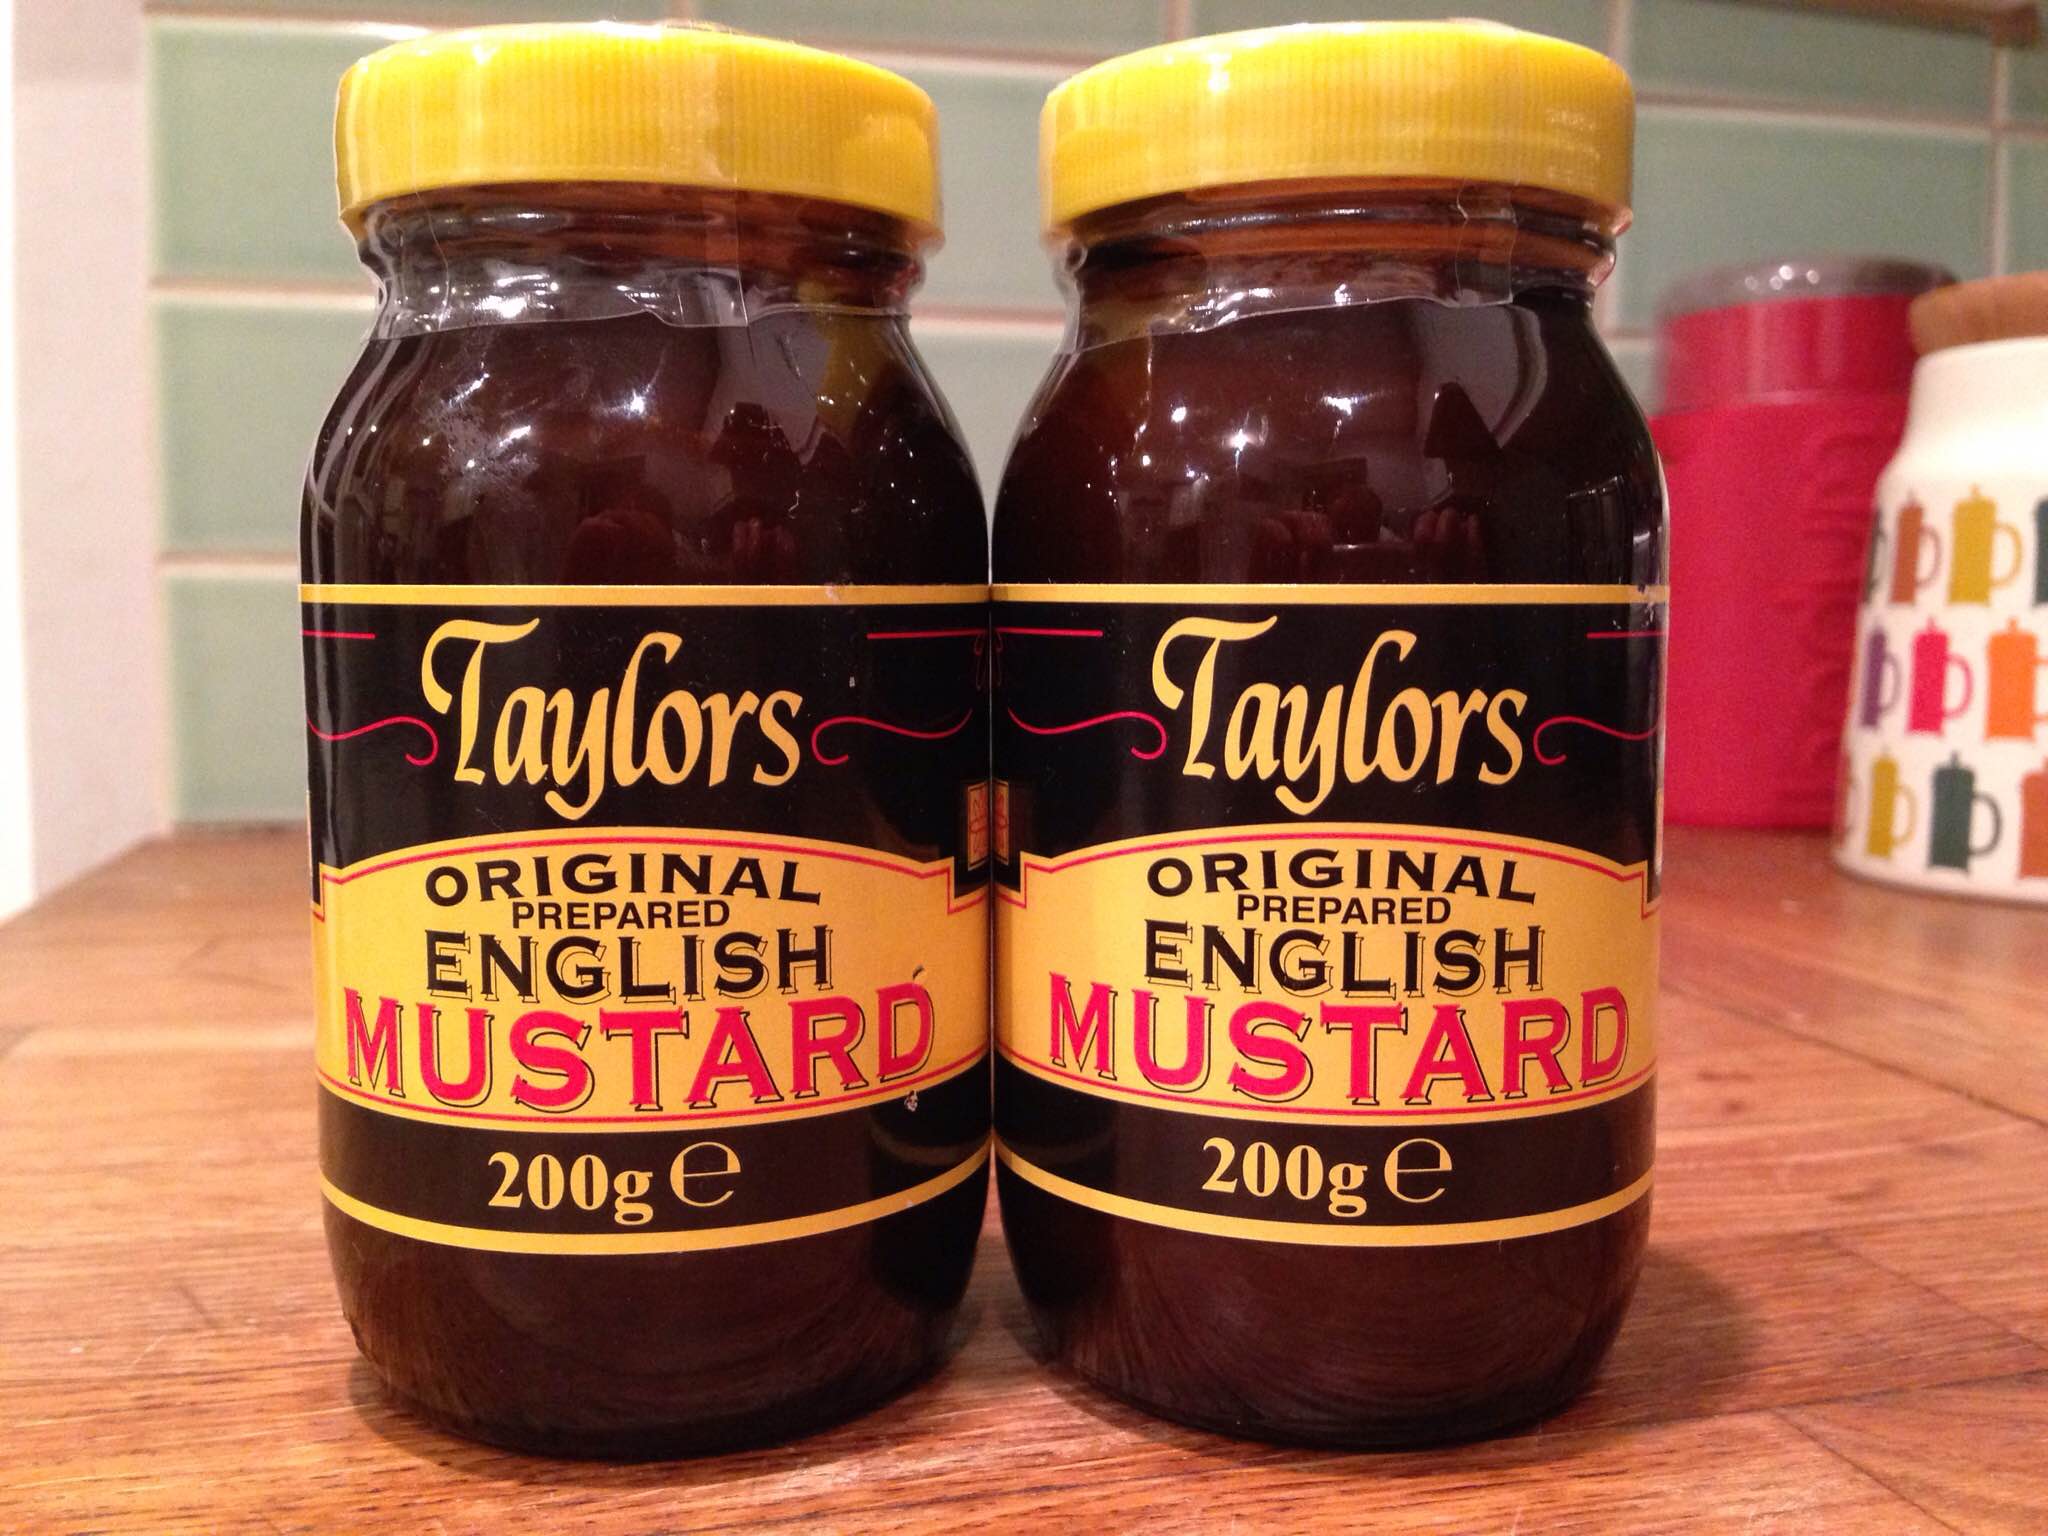 Taylors
ORIGINAL
PREPARED
ENGLISH
MUSTARD
200g ℮
Taylors
ORIGINAL
PREPARED
ENGLISH
MUSTARD
200g ℮